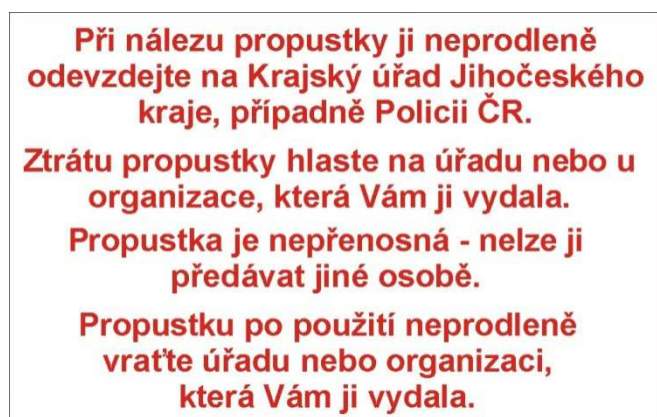 Při nálezu propustky ji neprodleně
odevzdejte na Krajský úřad Jihočeského
kraje, případně Policii ČR.
Ztrátu propustky hlaste na úřadu nebo u
organizace, která Vám ji vydala.
Propustka je nepřenosná - nelze ji
předávat jiné osobě.
Propustku po použití neprodleně
vraťte úřadu nebo organizaci,
která Vám ji vydala.